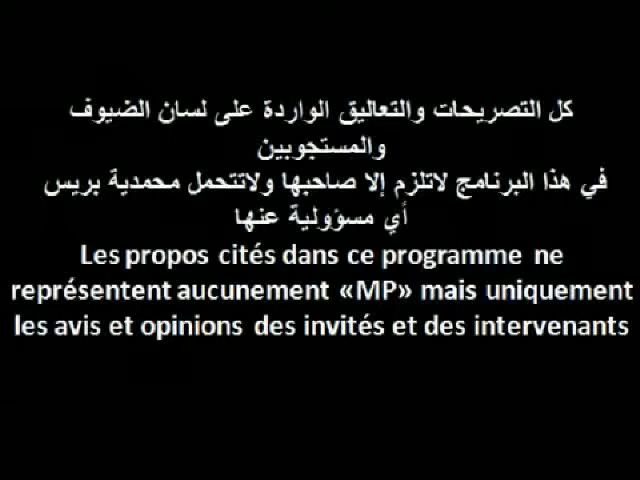 كل التصريحات والتعاليق الواردة على لسان الضيوف
والمستجوبين
في هذا البرنامج لاتلزم إلا صاحبها ولاتتحمل محمدية بريس
أي مسؤولية عنها
Les propos cités dans ce programme ne
représentent aucunement «MP» mais uniquement
les avis et opinions des invités et des intervenants